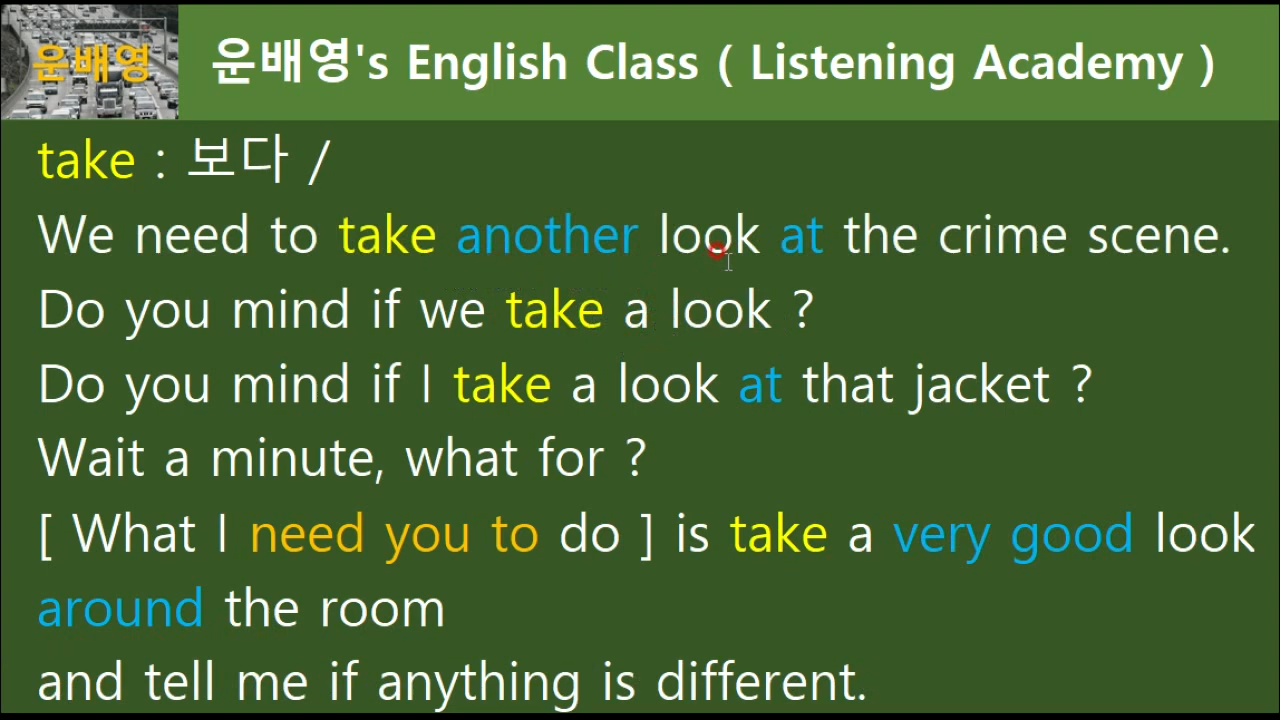 운배영
운배영's English Class ( Listening Academy )
take : 보다 /
We need to take another look at the crime scene.
Do you mind if we take a look ?
Do you mind if I take a look at that jacket ?
Wait a minute, what for ?
[ What I need you to do ] is take a very good look
around the room
and tell me if anything is different.